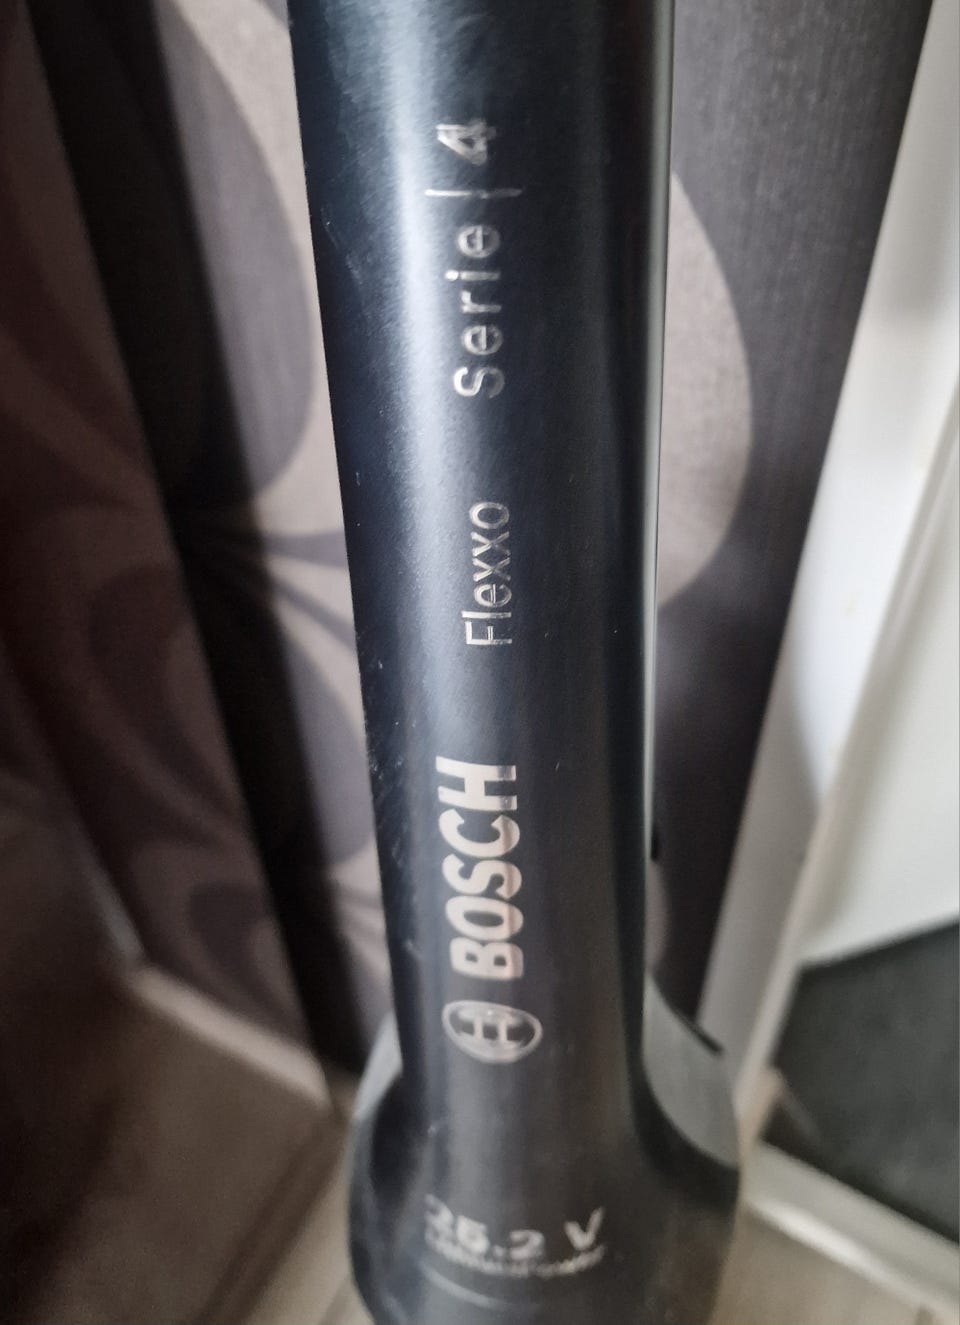 BOSCH Flexxo Serie | 4
25.2 V